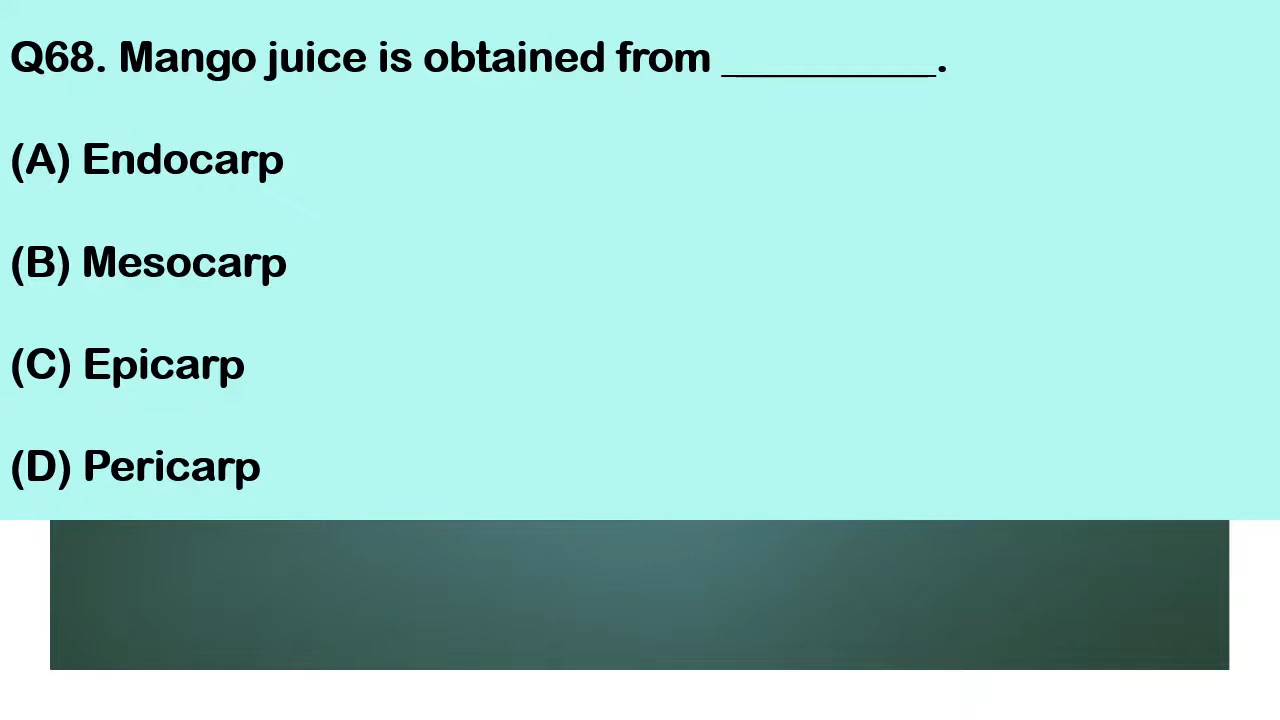 Q68. Mango juice is obtained from __________.
(A) Endocarp
(B) Mesocarp
(C) Epicarp
(D) Pericarp